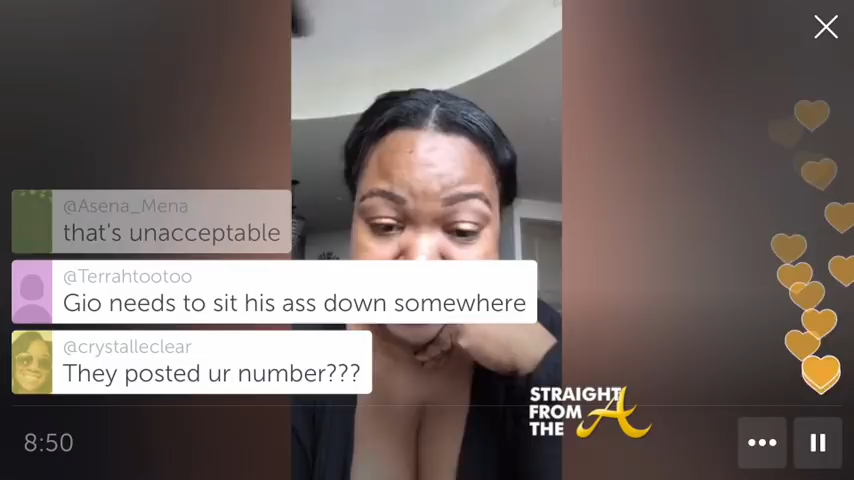 @Asena_Mena
that's unacceptable
@Terrahtootoo
Gio needs to sit his ass down somewhere
@crystalleclear
They posted ur number???
STRAIGHT
FROM
THE A
8:50